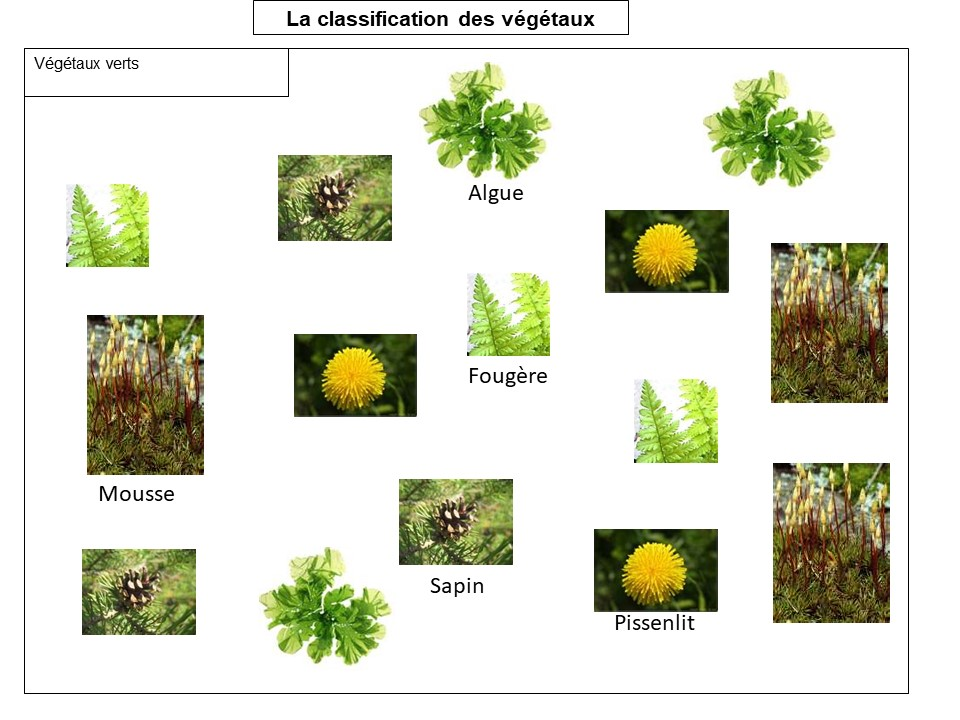 La classification des végétaux
Végétaux verts
Algue
Fougère
Mousse
Sapin
Pissenlit